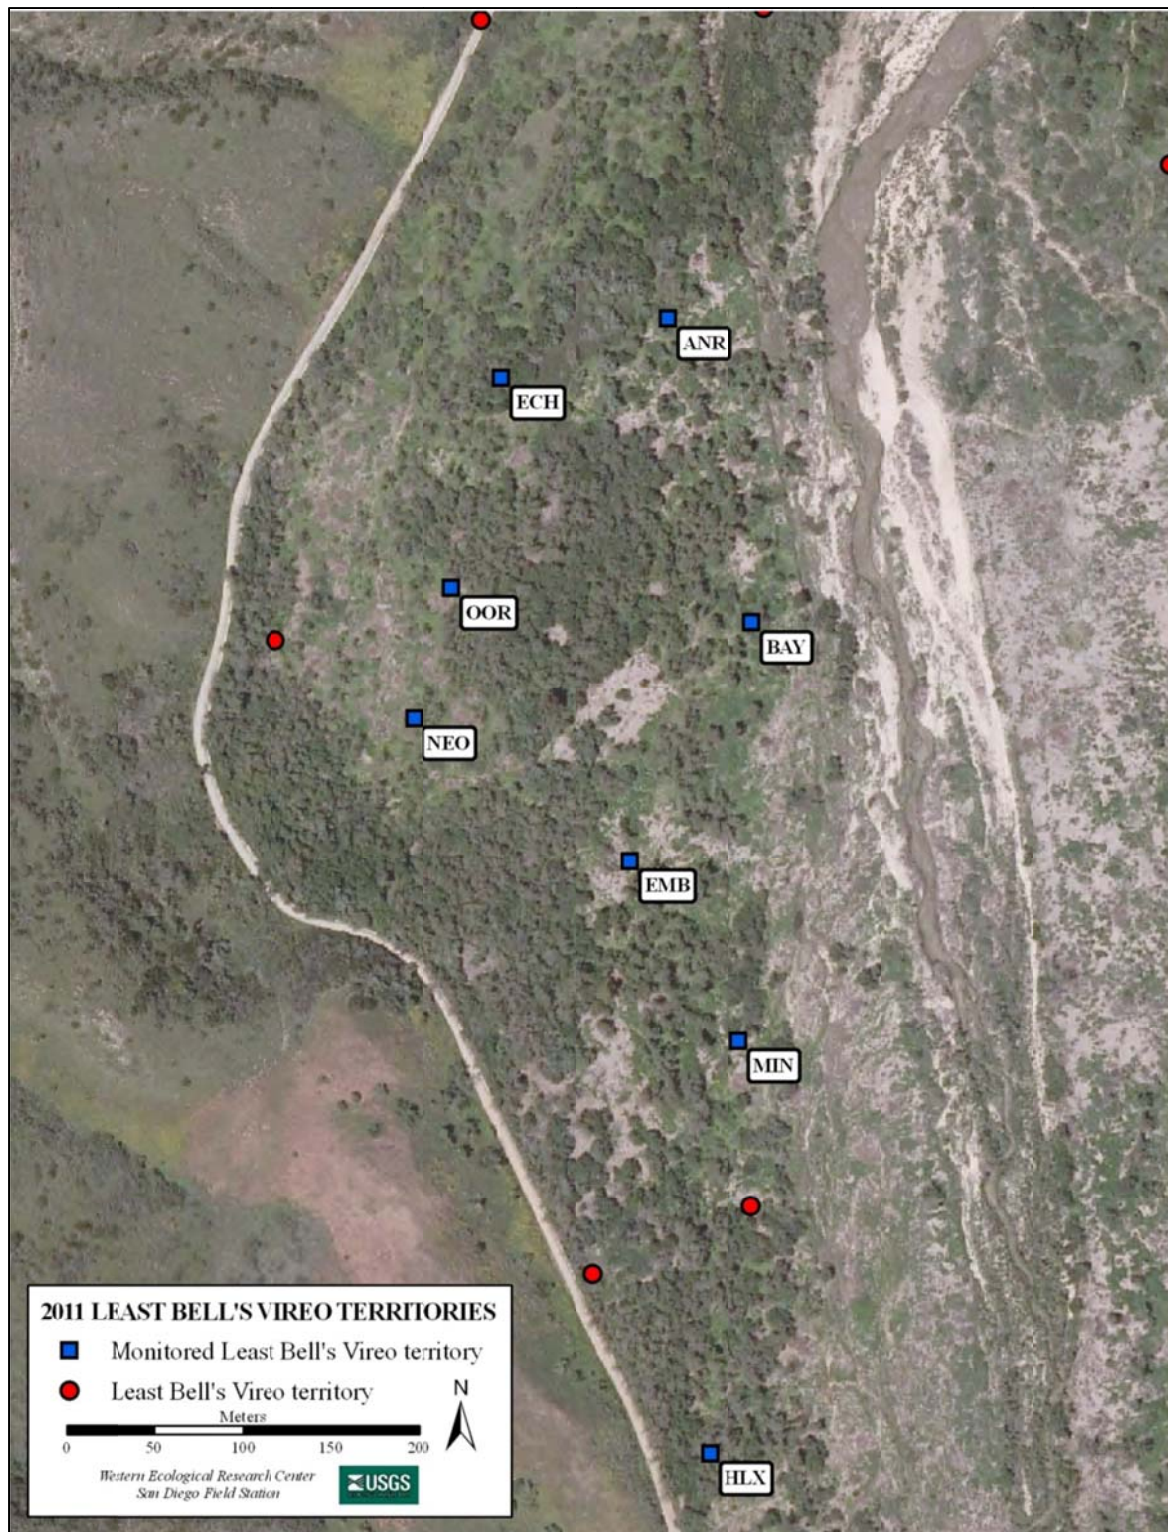 ANR
ECH
OOR
BAY
NEO
EMB
MIN
HLX
2011 LEAST BELL'S VIREO TERRITORIES
Monitored Least Bell's Vireo territory
Least Bell's Vireo territory
N
Meters
0 50 100 150 200
Western Ecological Research Center
San Diego Field Station
USGS